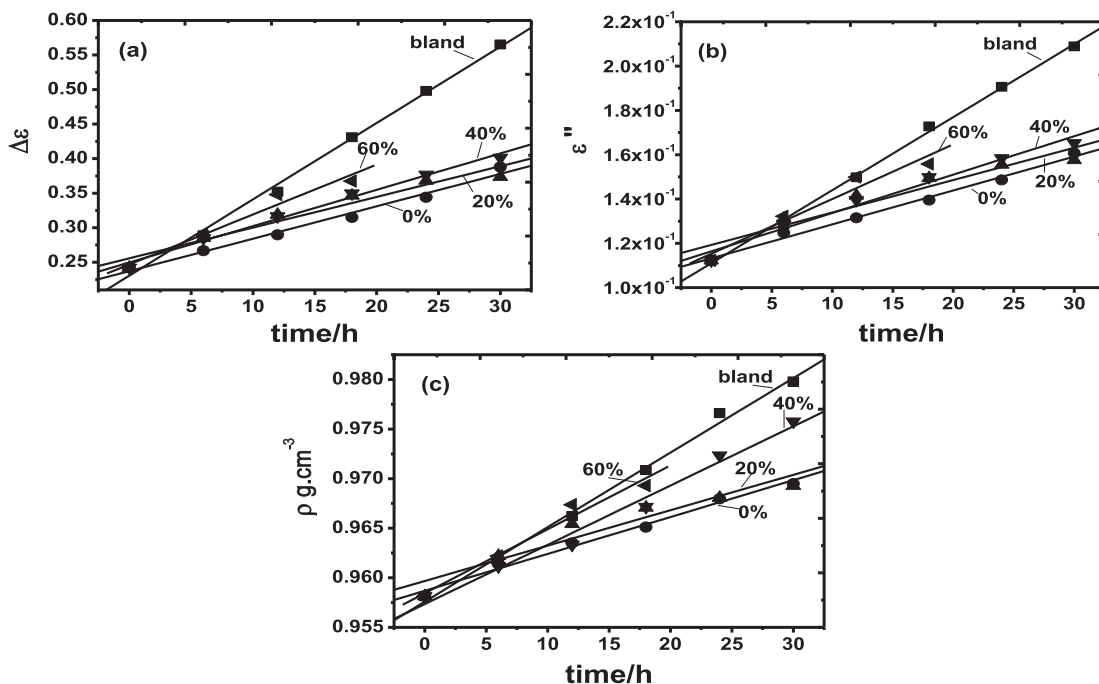 (a)
Δε
0.60
0.55
0.50
0.45
0.40
0.35
0.30
0.25
bland
60%
40%
20%
0%
0 5 10 15 20 25 30
time/h
(b)
ε"
2.2x10⁻¹
2.0x10⁻¹
1.8x10⁻¹
1.6x10⁻¹
1.4x10⁻¹
1.2x10⁻¹
1.0x10⁻¹
bland
60%
40%
20%
0%
0 5 10 15 20 25 30
time/h
(c)
ρ g.cm⁻³
0.980
0.975
0.970
0.965
0.960
0.955
bland
40%
60%
20%
0%
0 5 10 15 20 25 30
time/h